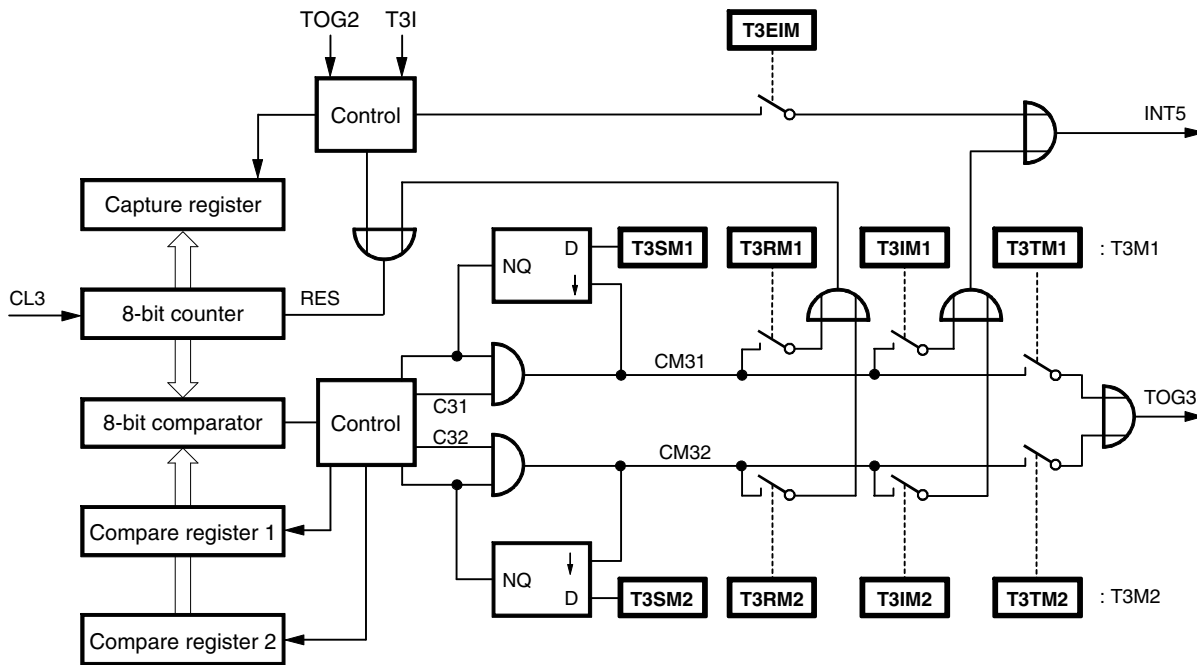 TOG2 T3I
T3EIM
Control
INT5
Capture register
T3SM1 T3RM1 T3IM1 T3TM1 : T3M1
D
NQ
CL3
8-bit counter
RES
CM31
8-bit comparator
Control
C31
C32
TOG3
CM32
Compare register 1
NQ
D
T3SM2 T3RM2 T3IM2 T3TM2 : T3M2
Compare register 2